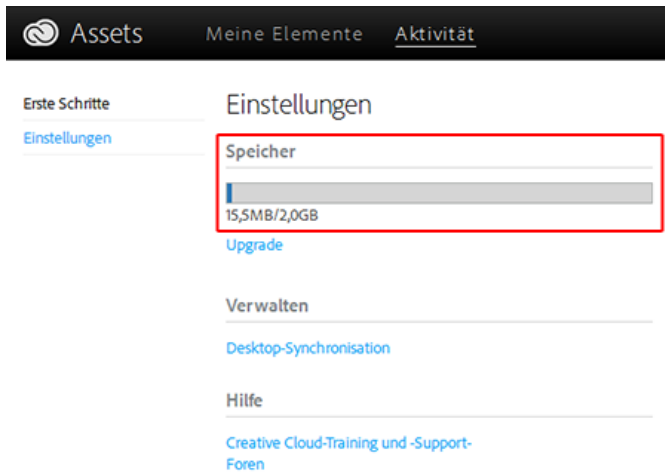 Assets Meine Elemente Aktivität
Erste Schritte
Einstellungen
Einstellungen
Speicher
15,5MB/2,0GB
Upgrade
Verwalten
Desktop-Synchronisation
Hilfe
Creative Cloud-Training und -Support-
Foren